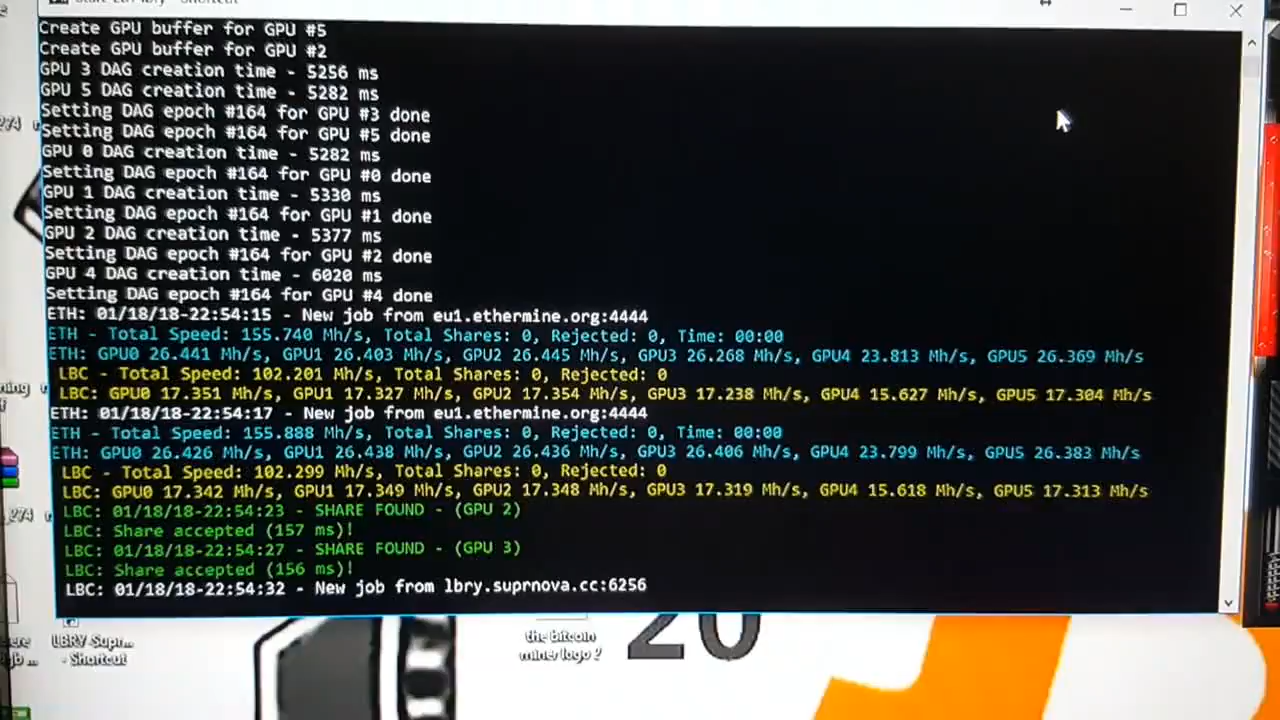 Create GPU buffer for GPU #5
Create GPU buffer for GPU #2
GPU 3 DAG creation time - 5256 ms
GPU 5 DAG creation time - 5282 ms
Setting DAG epoch #164 for GPU #3 done
Setting DAG epoch #164 for GPU #5 done
GPU 0 DAG creation time - 5282 ms
Setting DAG epoch #164 for GPU #0 done
GPU 1 DAG creation time - 5330 ms
Setting DAG epoch #164 for GPU #1 done
GPU 2 DAG creation time - 5377 ms
Setting DAG epoch #164 for GPU #2 done
GPU 4 DAG creation time - 6020 ms
Setting DAG epoch #164 for GPU #4 done
ETH: 01/18/18-22:54:15 - New job from eu1.ethermine.org:4444
ETH - Total Speed: 155.740 Mh/s, Total Shares: 0, Rejected: 0, Time: 00:00
ETH: GPU0 26.441 Mh/s, GPU1 26.403 Mh/s, GPU2 26.445 Mh/s, GPU3 26.268 Mh/s, GPU4 23.813 Mh/s, GPU5 26.369 Mh/s
LBC - Total Speed: 102.201 Mh/s, Total Shares: 0, Rejected: 0
LBC: GPU0 17.351 Mh/s, GPU1 17.327 Mh/s, GPU2 17.354 Mh/s, GPU3 17.238 Mh/s, GPU4 15.627 Mh/s, GPU5 17.304 Mh/s
ETH: 01/18/18-22:54:17 - New job from eu1.ethermine.org:4444
ETH - Total Speed: 155.888 Mh/s, Total Shares: 0, Rejected: 0, Time: 00:00
ETH: GPU0 26.426 Mh/s, GPU1 26.438 Mh/s, GPU2 26.436 Mh/s, GPU3 26.406 Mh/s, GPU4 23.799 Mh/s, GPU5 26.383 Mh/s
LBC - Total Speed: 102.299 Mh/s, Total Shares: 0, Rejected: 0
LBC: GPU0 17.342 Mh/s, GPU1 17.349 Mh/s, GPU2 17.348 Mh/s, GPU3 17.319 Mh/s, GPU4 15.618 Mh/s, GPU5 17.313 Mh/s
LBC: 01/18/18-22:54:23 - SHARE FOUND - (GPU 2)
LBC: Share accepted (157 ms)!
LBC: 01/18/18-22:54:27 - SHARE FOUND - (GPU 3)
LBC: Share accepted (156 ms)!
LBC: 01/18/18-22:54:32 - New job from lbry.suprnova.cc:6256
LBRY Supr...
- Shortcut
the bitcoin
miner logo 2
20